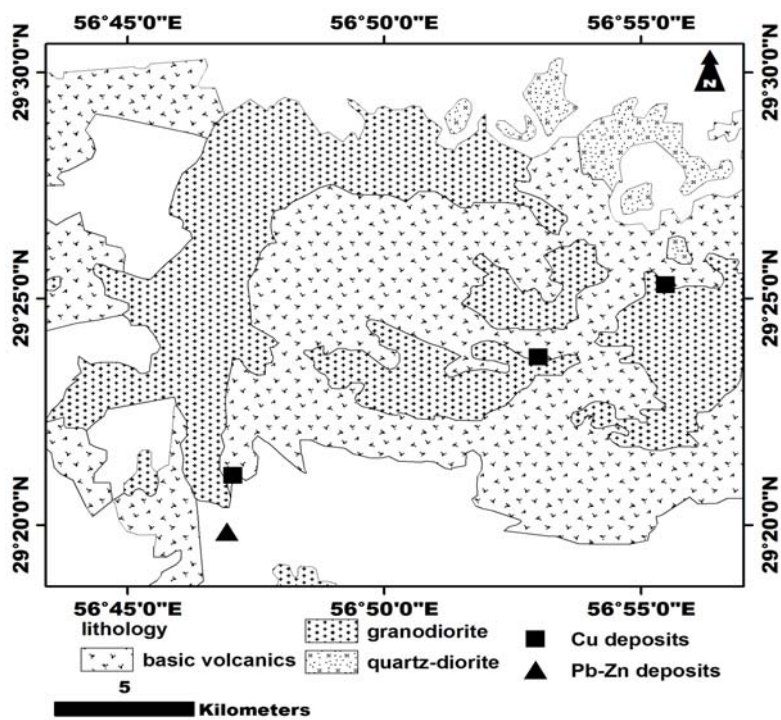 56°45'0"E 56°50'0"E 56°55'0"E
N
29°30'0"N 29°30'0"N
29°25'0"N 29°25'0"N
29°20'0"N 29°20'0"N
56°45'0"E 56°50'0"E 56°55'0"E
lithology
granodiorite
Cu deposits
basic volcanics
quartz-diorite
Pb-Zn deposits
5
Kilometers